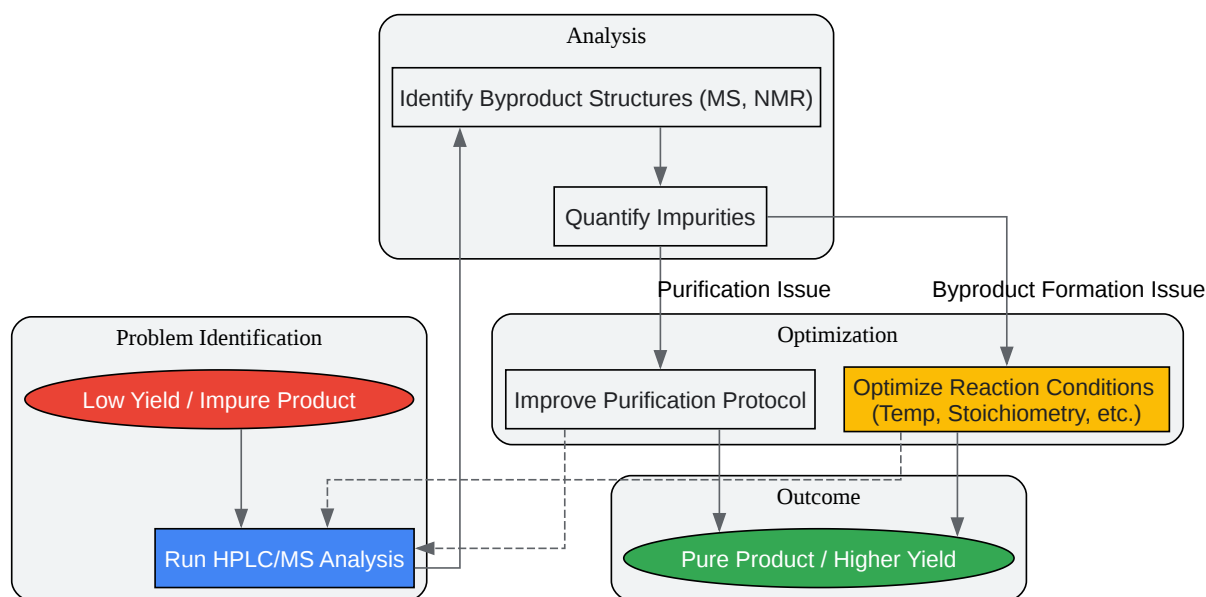 Analysis
Identify Byproduct Structures (MS, NMR)
Quantify Impurities
Purification Issue
Byproduct Formation Issue
Problem Identification
Low Yield / Impure Product
Run HPLC/MS Analysis
Optimization
Improve Purification Protocol
Optimize Reaction Conditions
(Temp, Stoichiometry, etc.)
Outcome
Pure Product / Higher Yield